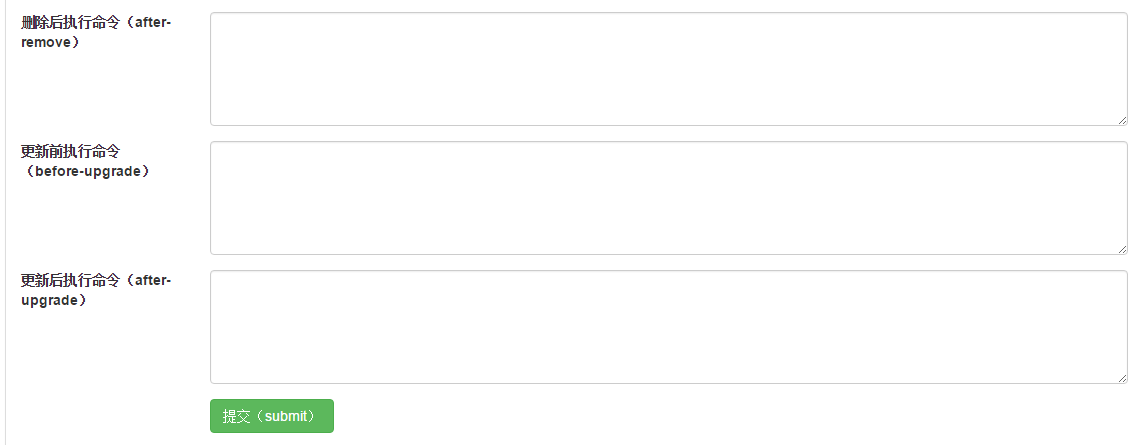 删除后执行命令（after-
remove）
更新前执行命令
（before-upgrade）
更新后执行命令（after-
upgrade）
提交（submit）